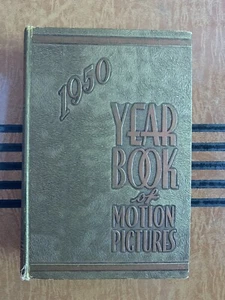 1950
YEAR
BOOK
of
MOTION
PICTURES